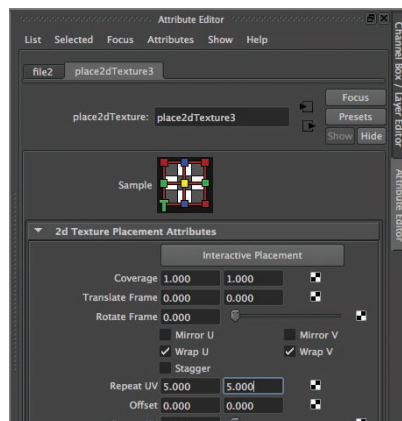 Attribute Editor
List Selected Focus Attributes Show Help
file2 place2dTexture3
Focus
place2dTexture: place2dTexture3
Presets
Show Hide
Sample
2d Texture Placement Attributes
Interactive Placement
Coverage 1.000 1.000
Translate Frame 0.000 0.000
Rotate Frame 0.000
Mirror U Mirror V
Wrap U Wrap V
Stagger
Repeat UV 5.000 5.000
Offset 0.000 0.000
Channel Box / Layer Editor
Attribute Editor